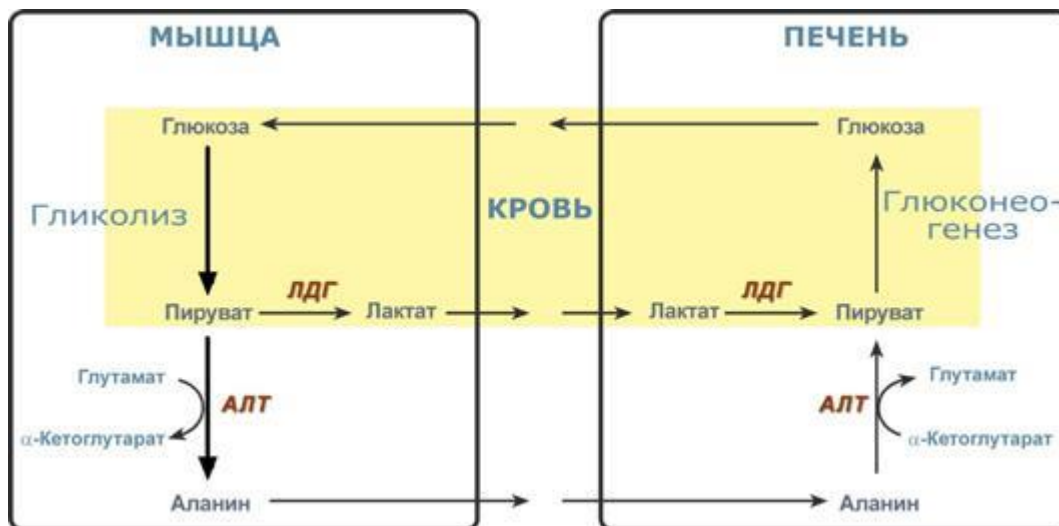 МЫШЦА
ПЕЧЕНЬ
Глюкоза
Глюкоза
Гликолиз
КРОВЬ
Глюконео-
генез
Пируват
ЛДГ
Лактат
Лактат
ЛДГ
Пируват
Глутамат
АЛТ
α-Кетоглутарат
АЛТ
Глутамат
α-Кетоглутарат
Аланин
Аланин